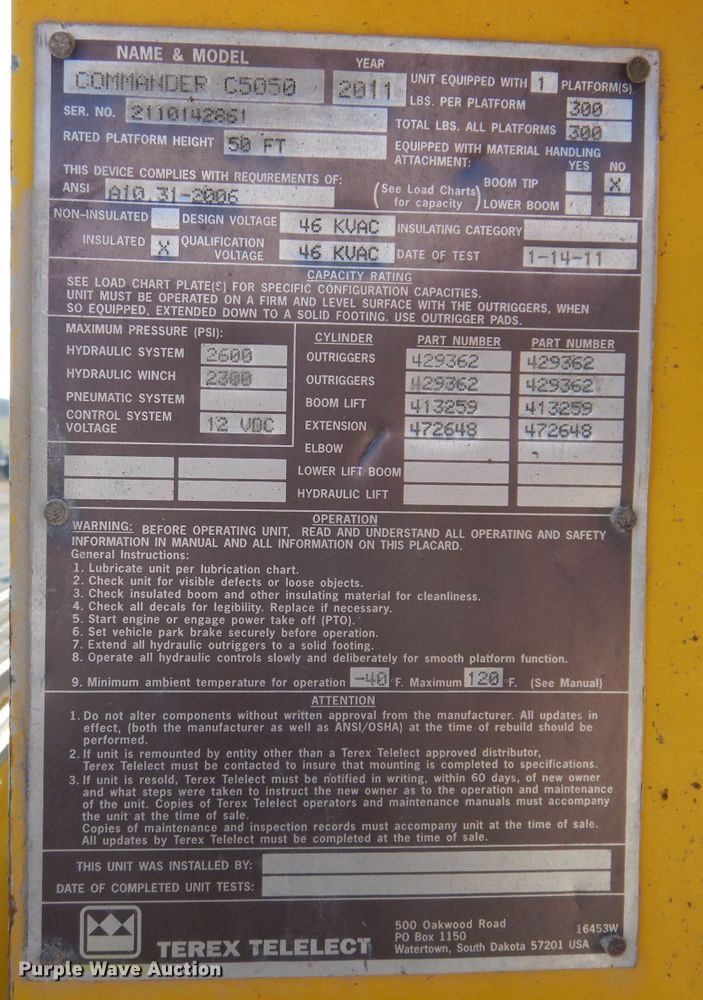 NAME & MODEL
YEAR
COMMANDER C5050
2011
UNIT EQUIPPED WITH 1 PLATFORM(S)
LBS. PER PLATFORM 300
SER. NO. 2110142861
TOTAL LBS. ALL PLATFORMS 300
RATED PLATFORM HEIGHT 50 FT
EQUIPPED WITH MATERIAL HANDLING
ATTACHMENT: YES NO
THIS DEVICE COMPLIES WITH REQUIREMENTS OF:
ANSI A10.31-2006
(See Load Charts for capacity)
BOOM TIP X
LOWER BOOM
NON-INSULATED
DESIGN VOLTAGE 46 KVAC
INSULATING CATEGORY
INSULATED X
QUALIFICATION VOLTAGE 46 KVAC
DATE OF TEST 1-14-11
CAPACITY RATING
SEE LOAD CHART PLATE(S) FOR SPECIFIC CONFIGURATION CAPACITIES.
UNIT MUST BE OPERATED ON A FIRM AND LEVEL SURFACE WITH THE OUTRIGGERS, WHEN
SO EQUIPPED, EXTENDED DOWN TO A SOLID FOOTING. USE OUTRIGGER PADS.
MAXIMUM PRESSURE (PSI):
HYDRAULIC SYSTEM 2600
HYDRAULIC WINCH 2300
PNEUMATIC SYSTEM
CONTROL SYSTEM VOLTAGE 12 VDC
CYLINDER PART NUMBER PART NUMBER
OUTRIGGERS 429362 429362
OUTRIGGERS 429362 429362
BOOM LIFT 413259 413259
EXTENSION 472648 472648
ELBOW
LOWER LIFT BOOM
HYDRAULIC LIFT
OPERATION
WARNING: BEFORE OPERATING UNIT, READ AND UNDERSTAND ALL OPERATING AND SAFETY
INFORMATION IN MANUAL AND ALL INFORMATION ON THIS PLACARD.
General Instructions:
1. Lubricate unit per lubrication chart.
2. Check unit for visible defects or loose objects.
3. Check insulated boom and other insulating material for cleanliness.
4. Check all decals for legibility. Replace if necessary.
5. Start engine or engage power take off (PTO).
6. Set vehicle park brake securely before operation.
7. Extend all hydraulic outriggers to a solid footing.
8. Operate all hydraulic controls slowly and deliberately for smooth platform function.
9. Minimum ambient temperature for operation -40 F. Maximum 120 F. (See Manual)
ATTENTION
1. Do not alter components without written approval from the manufacturer. All updates in
effect, (both the manufacturer as well as ANSI/OSHA) at the time of rebuild should be
performed.
2. If unit is remounted by entity other than a Terex Telelect approved distributor,
Terex Telelect must be contacted to insure that mounting is completed to specifications.
3. If unit is resold, Terex Telelect must be notified in writing, within 60 days, of new owner
and what steps were taken to instruct the new owner as to the operation and maintenance
of the unit. Copies of Terex Telelect operators and maintenance manuals must accompany
the unit at the time of sale.
Copies of maintenance and inspection records must accompany unit at the time of sale.
All updates by Terex Telelect must be completed at the time of sale.
THIS UNIT WAS INSTALLED BY:
DATE OF COMPLETED UNIT TESTS:
TEREX TELELECT
500 Oakwood Road
PO Box 1150
Watertown, South Dakota 57201 USA
16453W
Purple Wave Auction